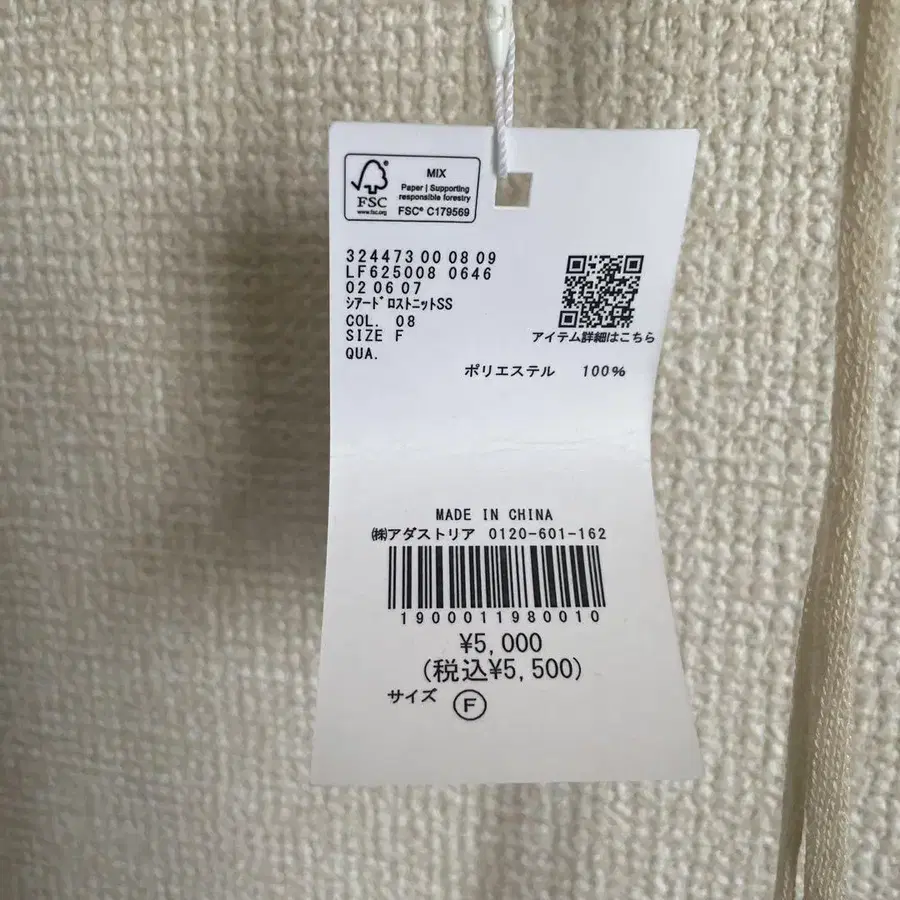 MIX
Paper | Supporting
responsible forestry
FSC
www.fsc.org
FSC® C179569
324473 00 08 09
LF625008 0646
02 06 07
シアードロストニットSS
COL. 08
SIZE F
QUA.
アイテム詳細はこちら
ポリエステル 100%
MADE IN CHINA
㈱アダストリア 0120-601-162
1900011980010
¥5,000
(税込¥5,500)
サイズ F